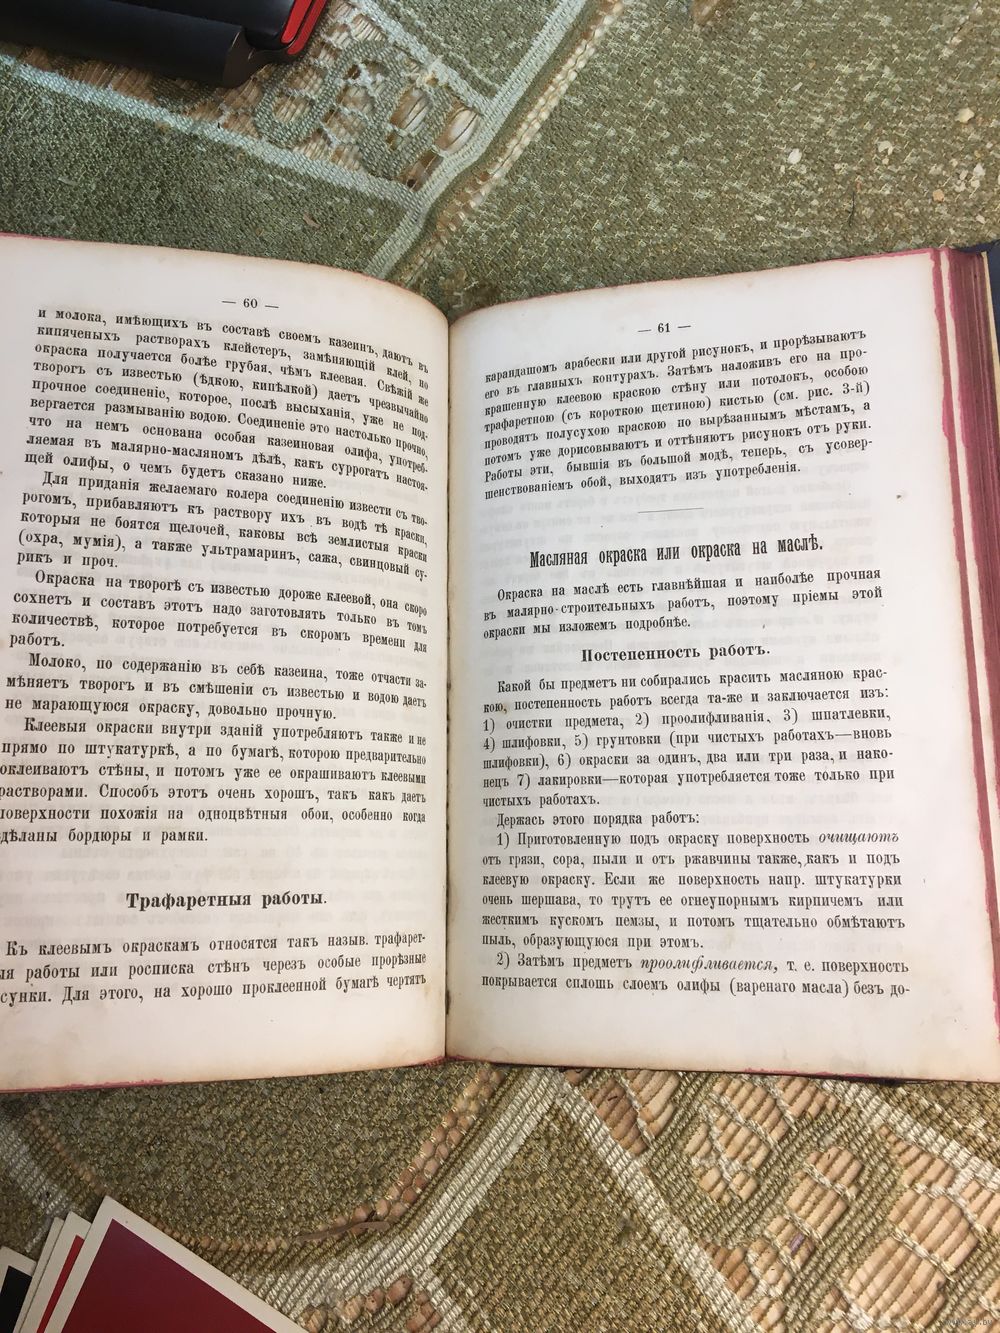 — 60 —
и молока, имѣющихъ въ составѣ своемъ казеинъ, даютъ въ
кипяченыхъ растворахъ клейстеръ, замѣняющій клей, но
окраска получается болѣе грубая, чѣмъ клеевая. Свѣжій же
творогъ съ известью (ѣдкою, кипѣлкой) даетъ чрезвычайно
прочное соединеніе, которое, послѣ высыханія, уже не под-
вергается размыванію водою. Соединеніе это настолько прочно,
что на немъ основана особая казеиновая олифа, употреб-
ляемая въ малярно-масляномъ дѣлѣ, какъ суррогатъ настоя-
щей олифы, о чемъ будетъ сказано ниже.
Для приданія желаемаго колера соединенію извести съ тво-
рогомъ, прибавляютъ къ раствору ихъ въ водѣ тѣ краски,
которыя не боятся щелочей, каковы всѣ землистыя краски
(охра, мумія), а также ультрамаринъ, сажа, свинцовый су-
рикъ и проч.
Окраска на творогѣ съ известью дороже клеевой, она скоро
сохнетъ и составъ этотъ надо заготовлять только въ томъ
количествѣ, которое потребуется въ скоромъ времени для
работъ.
Молоко, по содержанію въ себѣ казеина, тоже отчасти за-
мѣняетъ творогъ и въ смѣшеніи съ известью и водою даетъ
не марающуюся окраску, довольно прочную.
Клеевыя окраски внутри зданій употребляютъ также и не
прямо по штукатуркѣ, а по бумагѣ, которою предварительно
оклеиваютъ стѣны, и потомъ уже ее окрашиваютъ клеевыми
растворами. Способъ этотъ очень хорошъ, такъ какъ даетъ
поверхности похожія на одноцвѣтныя обои, особенно когда
сдѣланы бордюры и рамки.
Трафаретныя работы.
Къ клеевымъ окраскамъ относятся такъ назыв. трафарет-
ыя работы или росписка стѣнъ черезъ особые прорѣзные
сунки. Для этого, на хорошо проклеенной бумагѣ чертятъ
— 61 —
карандашомъ арабески или другой рисунокъ, и прорѣзываютъ
его въ главныхъ контурахъ. Затѣмъ наложивъ его на про-
крашенную клеевою краскою стѣну или потолокъ, особою
трафаретною (съ короткою щетиною) кистью (см. рис. 3-й)
проводятъ полусухою краскою по вырѣзаннымъ мѣстамъ, а
потомъ уже дорисовываютъ и оттѣняютъ рисунокъ отъ руки.
Работы эти, бывшія въ большой модѣ, теперь, съ усовер-
шенствованіемъ обой, выходятъ изъ употребленія.
Масляная окраска или окраска на маслѣ.
Окраска на маслѣ есть главнѣйшая и наиболѣе прочная
въ малярно-строительныхъ работъ, поэтому пріемы этой
окраски мы изложемъ подробнѣе.
Постепенность работъ.
Какой бы предметъ ни собирались красить масляною крас-
кою, постепенность работъ всегда та-же и заключается изъ:
1) очистки предмета, 2) проолифливанія, 3) шпатлевки,
4) шлифовки, 5) грунтовки (при чистыхъ работахъ—вновь
шлифовки), 6) окраски за одинъ, два или три раза, и нако-
нецъ 7) лакировки—которая употребляется тоже только при
чистыхъ работахъ.
Держась этого порядка работъ:
1) Приготовленную подъ окраску поверхность очищаютъ
отъ грязи, сора, пыли и отъ ржавчины также, какъ и подъ
клеевую окраску. Если же поверхность напр. штукатурки
очень шершава, то трутъ ее огнеупорнымъ кирпичемъ или
жесткимъ кускомъ пемзы, и потомъ тщательно обметаютъ
пыль, образующуюся при этомъ.
2) Затѣмъ предметъ проолифливается, т. е. поверхность
покрывается сплошь слоемъ олифы (варенаго масла) безъ до-